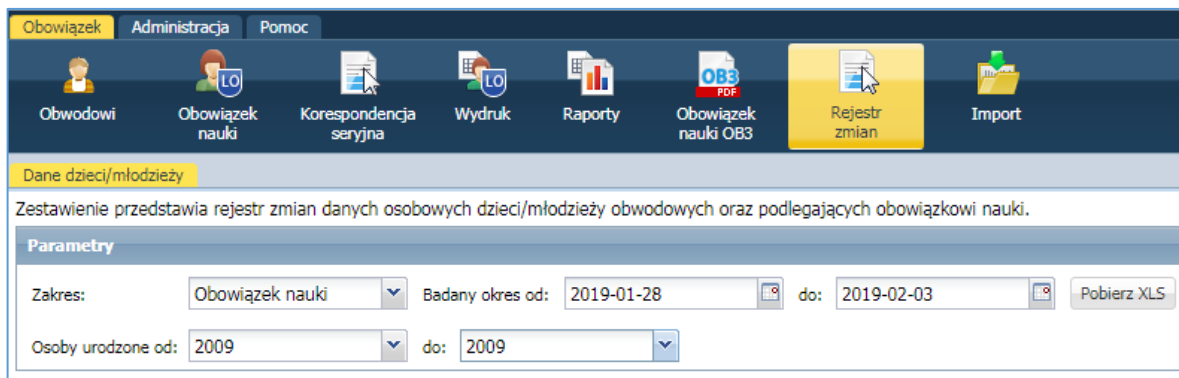 Obowiązek Administracja Pomoc
LO LO OB3 PDF
Obwodowi Obowiązek nauki Korespondencja seryjna Wydruk Raporty Obowiązek nauki OB3 Rejestr zmian Import
Dane dzieci/młodzieży
Zestawienie przedstawia rejestr zmian danych osobowych dzieci/młodzieży obwodowych oraz podlegających obowiązkowi nauki.
Parametry
Zakres: Obowiązek nauki Badany okres od: 2019-01-28 do: 2019-02-03 Pobierz XLS
Osoby urodzone od: 2009 do: 2009